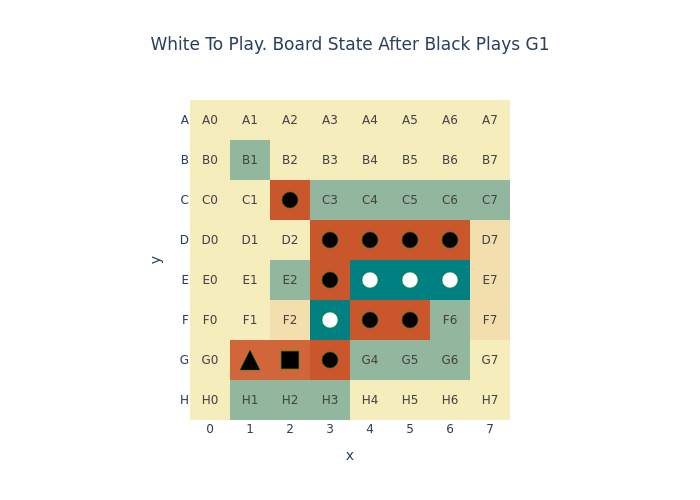 White To Play. Board State After Black Plays G1
A A0 A1 A2 A3 A4 A5 A6 A7
B B0 B1 B2 B3 B4 B5 B6 B7
C C0 C1 C3 C4 C5 C6 C7
D D0 D1 D2 D7
E E0 E1 E2 E7
F F0 F1 F2 F6 F7
G G0 G4 G5 G6 G7
H H0 H1 H2 H3 H4 H5 H6 H7
0 1 2 3 4 5 6 7
x
y